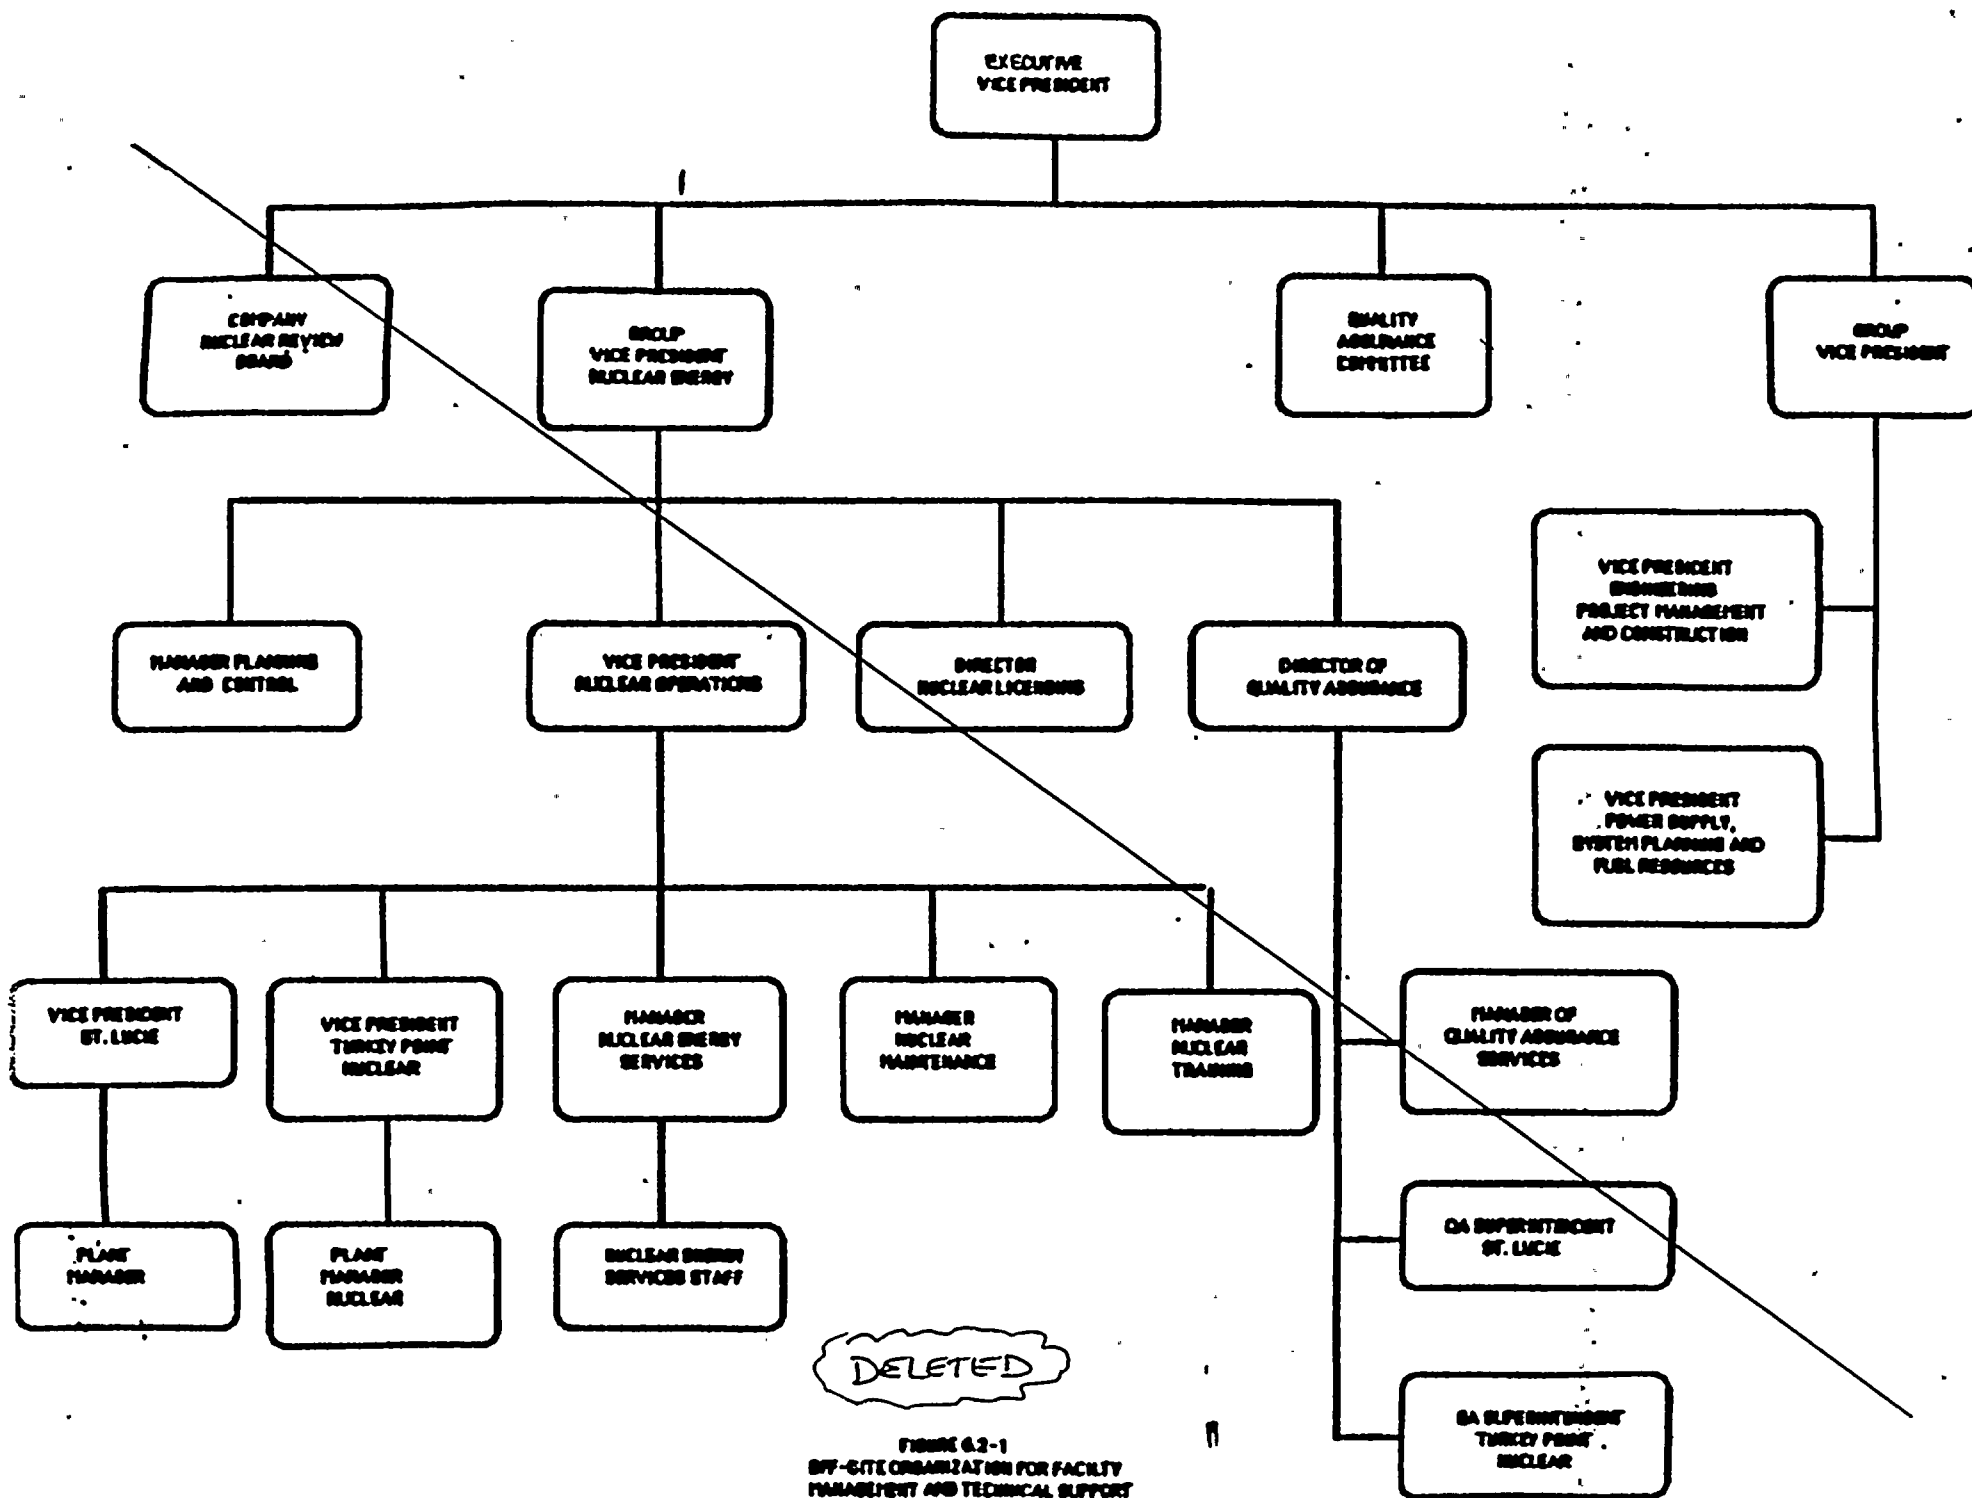 EXECUTIVE
VICE PRESIDENT
COMPANY
NUCLEAR REVIEW
BOARD
GROUP
VICE PRESIDENT
NUCLEAR ENERGY
QUALITY
ASSURANCE
COMMITTEE
GROUP
VICE PRESIDENT
VICE PRESIDENT
ENGINEERING
PROJECT MANAGEMENT
AND CONSTRUCTION
MANAGER PLANNING
AND CONTROL
VICE PRESIDENT
NUCLEAR OPERATIONS
DIRECTOR
NUCLEAR LICENSING
DIRECTOR OF
QUALITY ASSURANCE
VICE PRESIDENT
POWER SUPPLY,
SYSTEM PLANNING AND
FUEL RESOURCES
VICE PRESIDENT
ST. LUCIE
VICE PRESIDENT
TURKEY POINT
NUCLEAR
MANAGER
NUCLEAR ENERGY
SERVICES
MANAGER
NUCLEAR
MAINTENANCE
MANAGER
NUCLEAR
TRAINING
MANAGER OF
QUALITY ASSURANCE
SERVICES
PLANT
MANAGER
PLANT
MANAGER
NUCLEAR
NUCLEAR ENERGY
SERVICES STAFF
QA SUPERINTENDENT
ST. LUCIE
QA SUPERINTENDENT
TURKEY POINT
NUCLEAR
DELETED
FIGURE 6.2-1
OFF-SITE ORGANIZATION FOR FACILITY
MANAGEMENT AND TECHNICAL SUPPORT